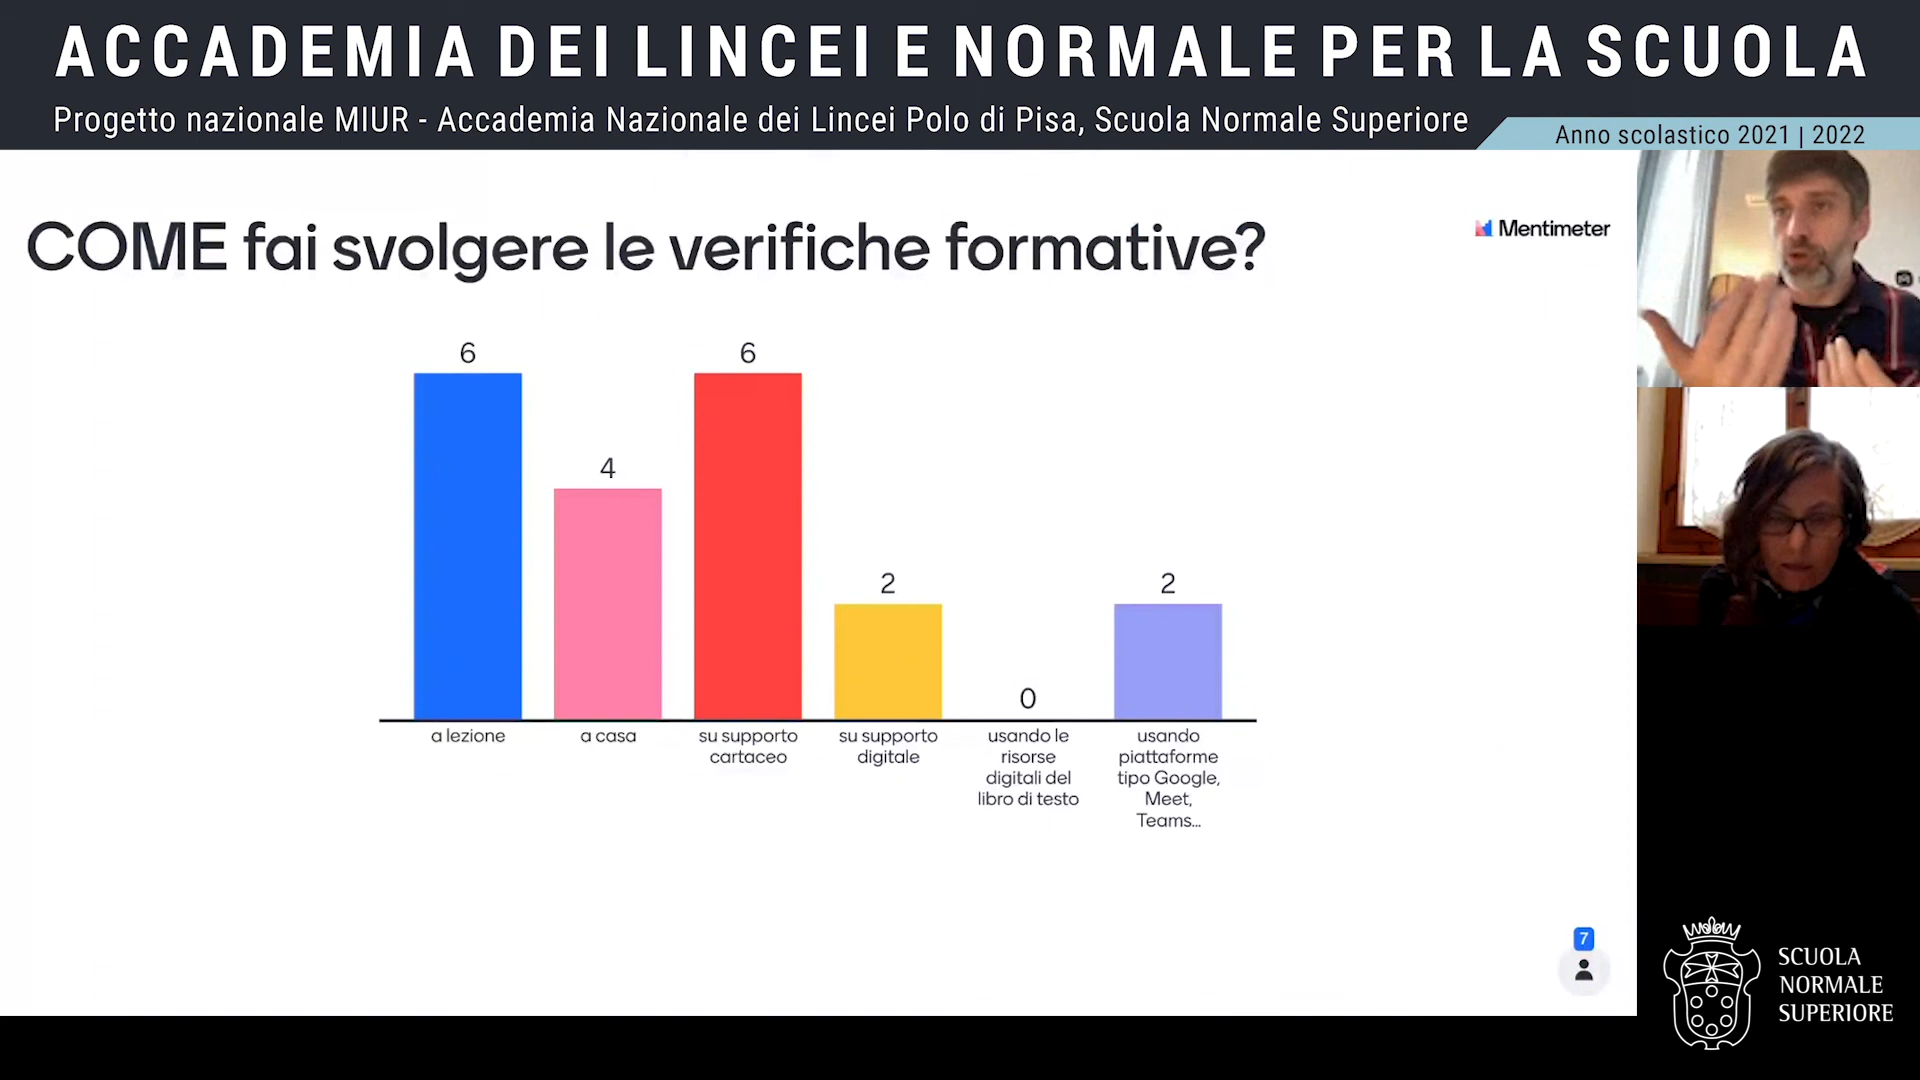 ACCADEMIA DEI LINCEI E NORMALE PER LA SCUOLA
Progetto nazionale MIUR - Accademia Nazionale dei Lincei Polo di Pisa, Scuola Normale Superiore
Anno scolastico 2021 | 2022
COME fai svolgere le verifiche formative?
Mentimeter
6
4
6
2
0
2
a lezione
a casa
su supporto
cartaceo
su supporto
digitale
usando le
risorse
digitali del
libro di testo
usando
piattaforme
tipo Google,
Meet,
Teams...
7
SCUOLA
NORMALE
SUPERIORE